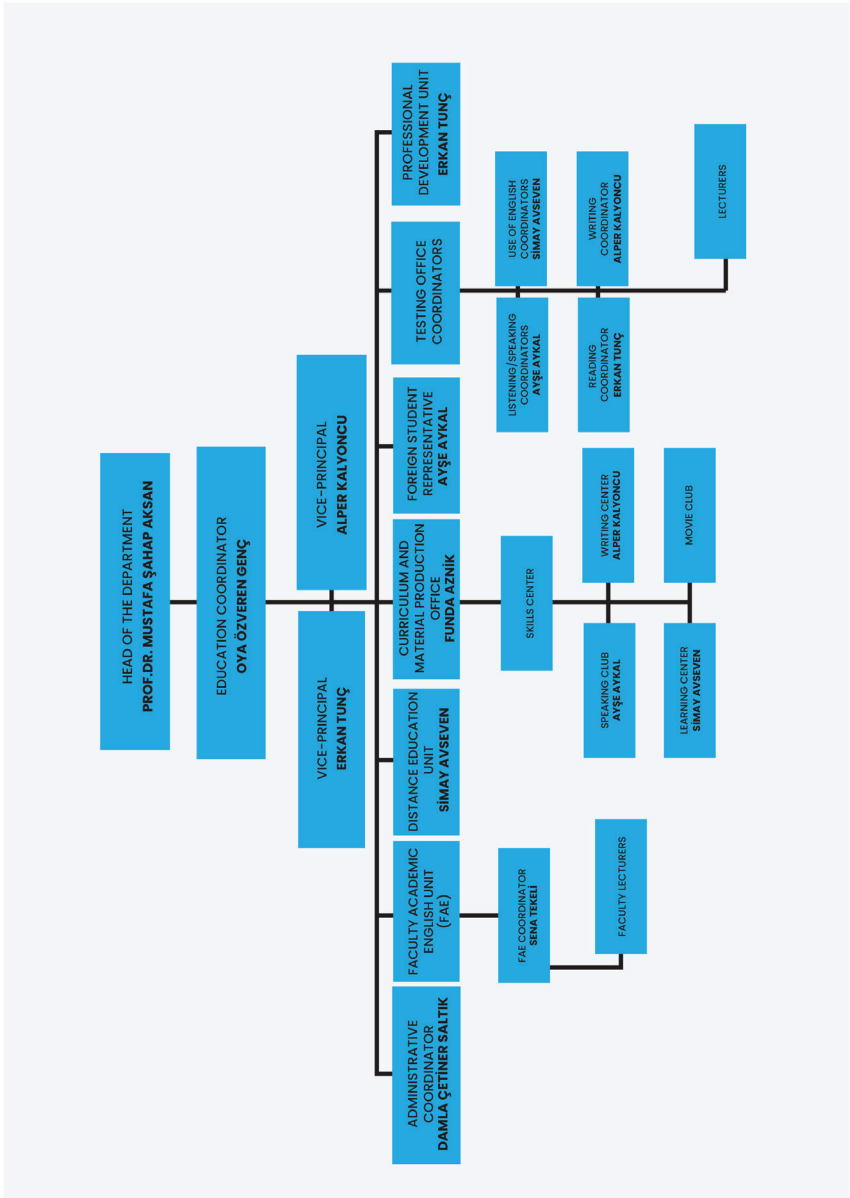 HEAD OF THE DEPARTMENT
PROF.DR. MUSTAFA ŞAHAP AKSAN
EDUCATION COORDINATOR
OYA ÖZVEREN GENÇ
VICE-PRINCIPAL
ERKAN TUNÇ
VICE-PRINCIPAL
ALPER KALYONCU
ADMINISTRATIVE
COORDINATOR
DAMLA ÇETİNER SALTIK
FACULTY ACADEMIC
ENGLISH UNIT
(FAE)
DISTANCE EDUCATION
UNIT
SİMAY AVSEVEN
CURRICULUM AND
MATERIAL PRODUCTION
OFFICE
FUNDA AZNİK
FOREIGN STUDENT
REPRESENTATIVE
AYŞE AYKAL
TESTING OFFICE
COORDINATORS
PROFESSIONAL
DEVELOPMENT UNIT
ERKAN TUNÇ
FAE COORDINATOR
SENA TEKELİ
FACULTY LECTURERS
SKILLS CENTER
SPEAKING CLUB
AYŞE AYKAL
WRITING CENTER
ALPER KALYONCU
LEARNING CENTER
SİMAY AVSEVEN
MOVIE CLUB
LISTENING/SPEAKING
COORDINATORS
AYŞE AYKAL
USE OF ENGLISH
COORDINATORS
SİMAY AVSEVEN
READING
COORDINATOR
ERKAN TUNÇ
WRITING
COORDINATOR
ALPER KALYONCU
LECTURERS